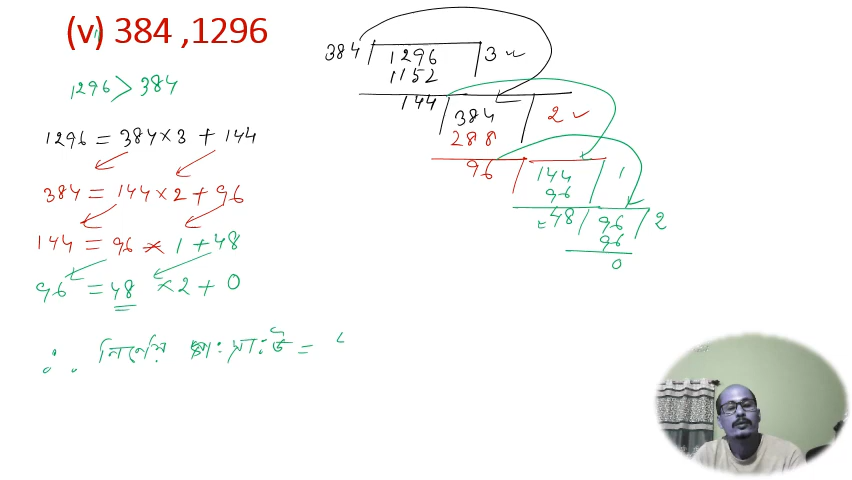 (v) 384 ,1296
1296 > 384
1296 = 384 × 3 + 144
384 = 144 × 2 + 96
144 = 96 × 1 + 48
96 = 48 × 2 + 0
∴ নির্ণেয় গ:সা:উ =
384 1296 3
1152
144 384 2
288
96 144 1
96
= 48 96 2
96
0